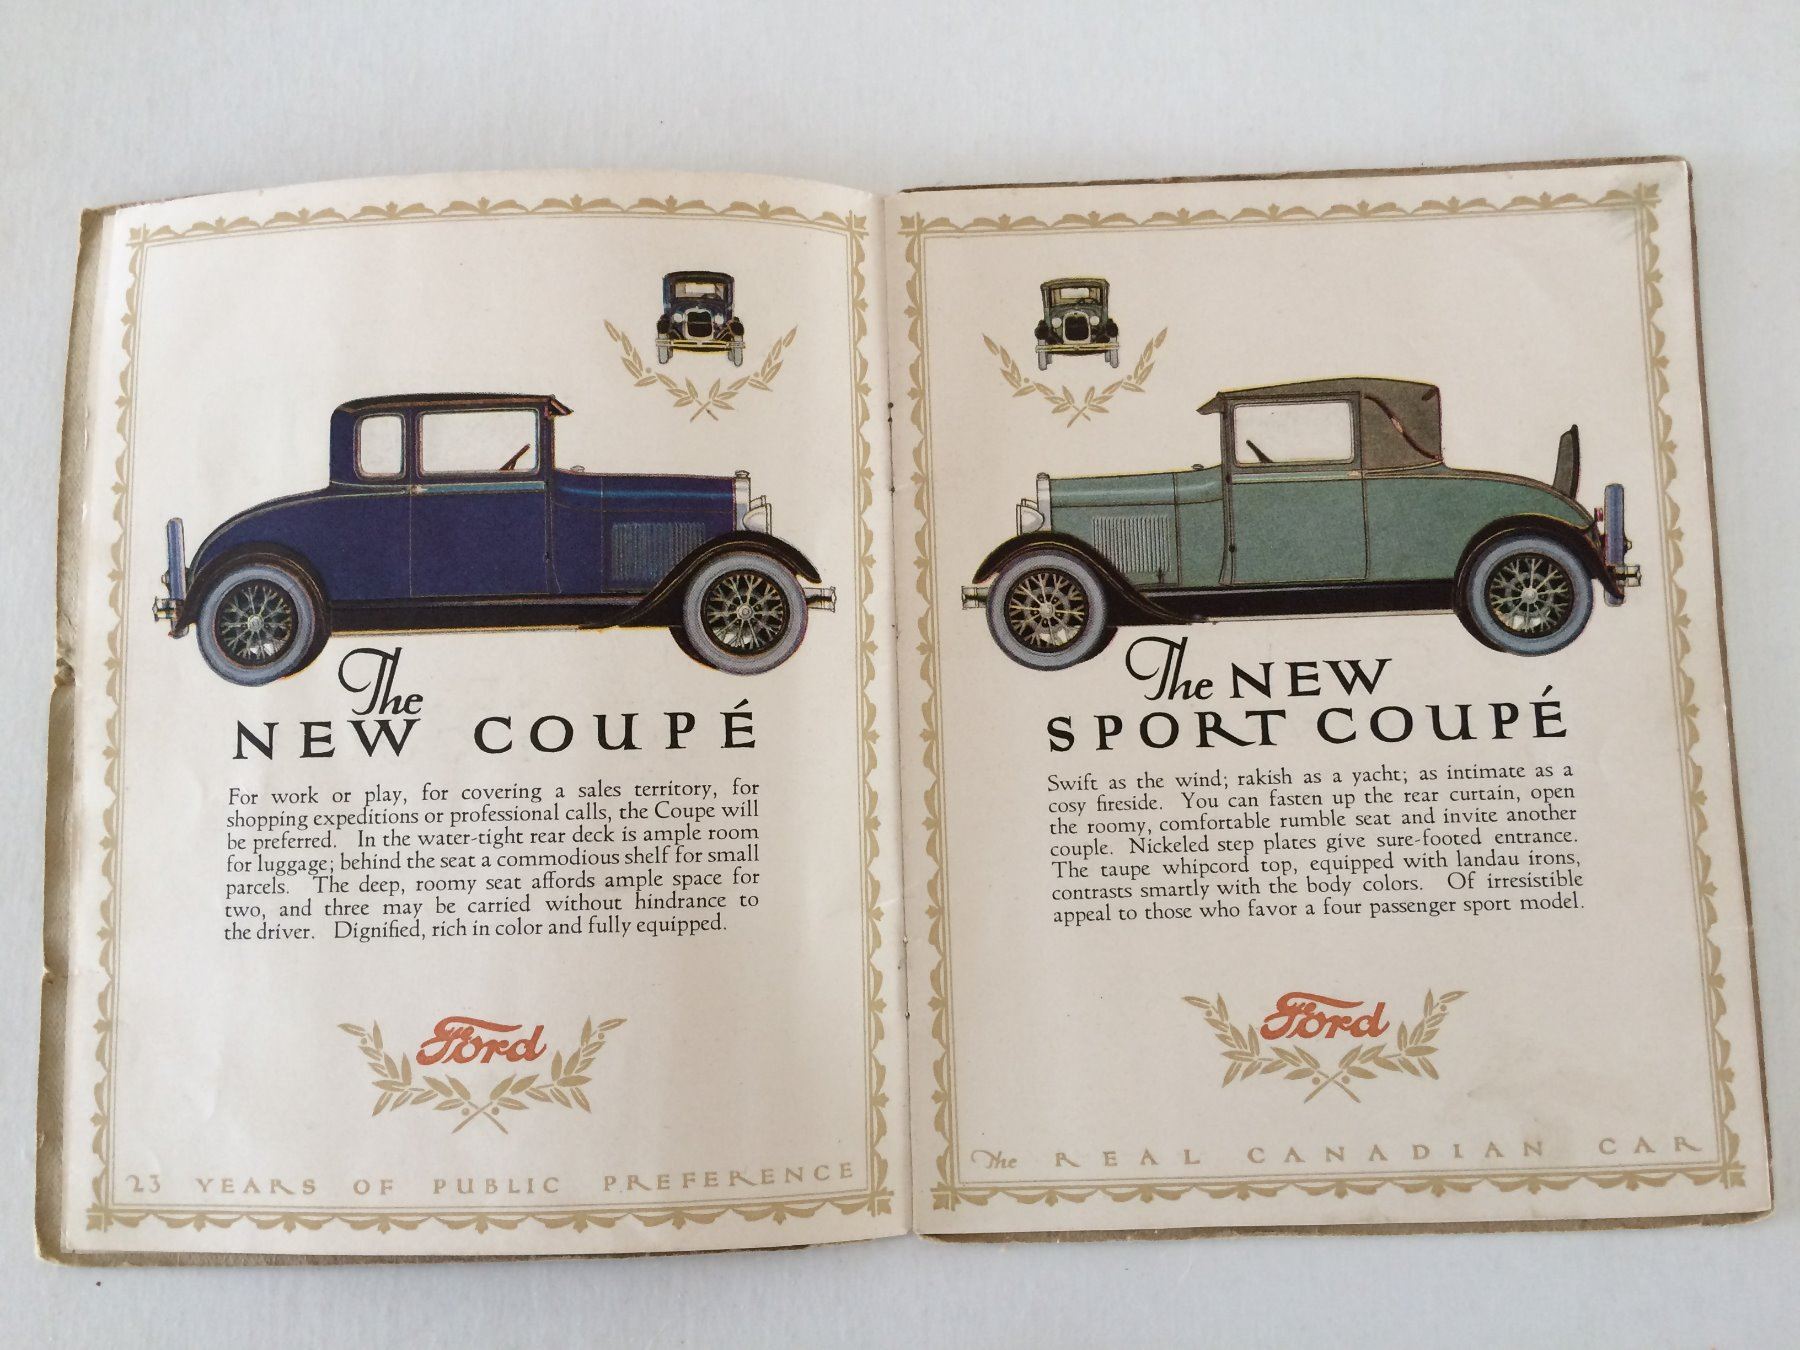 The
NEW COUPÉ
For work or play, for covering a sales territory, for
shopping expeditions or professional calls, the Coupe will
be preferred. In the water-tight rear deck is ample room
for luggage; behind the seat a commodious shelf for small
parcels. The deep, roomy seat affords ample space for
two, and three may be carried without hindrance to
the driver. Dignified, rich in color and fully equipped.
Ford
23 YEARS OF PUBLIC PREFERENCE
The NEW
SPORT COUPÉ
Swift as the wind; rakish as a yacht; as intimate as a
cosy fireside. You can fasten up the rear curtain, open
the roomy, comfortable rumble seat and invite another
couple. Nickeled step plates give sure-footed entrance.
The taupe whipcord top, equipped with landau irons,
contrasts smartly with the body colors. Of irresistible
appeal to those who favor a four passenger sport model.
Ford
The REAL CANADIAN CAR